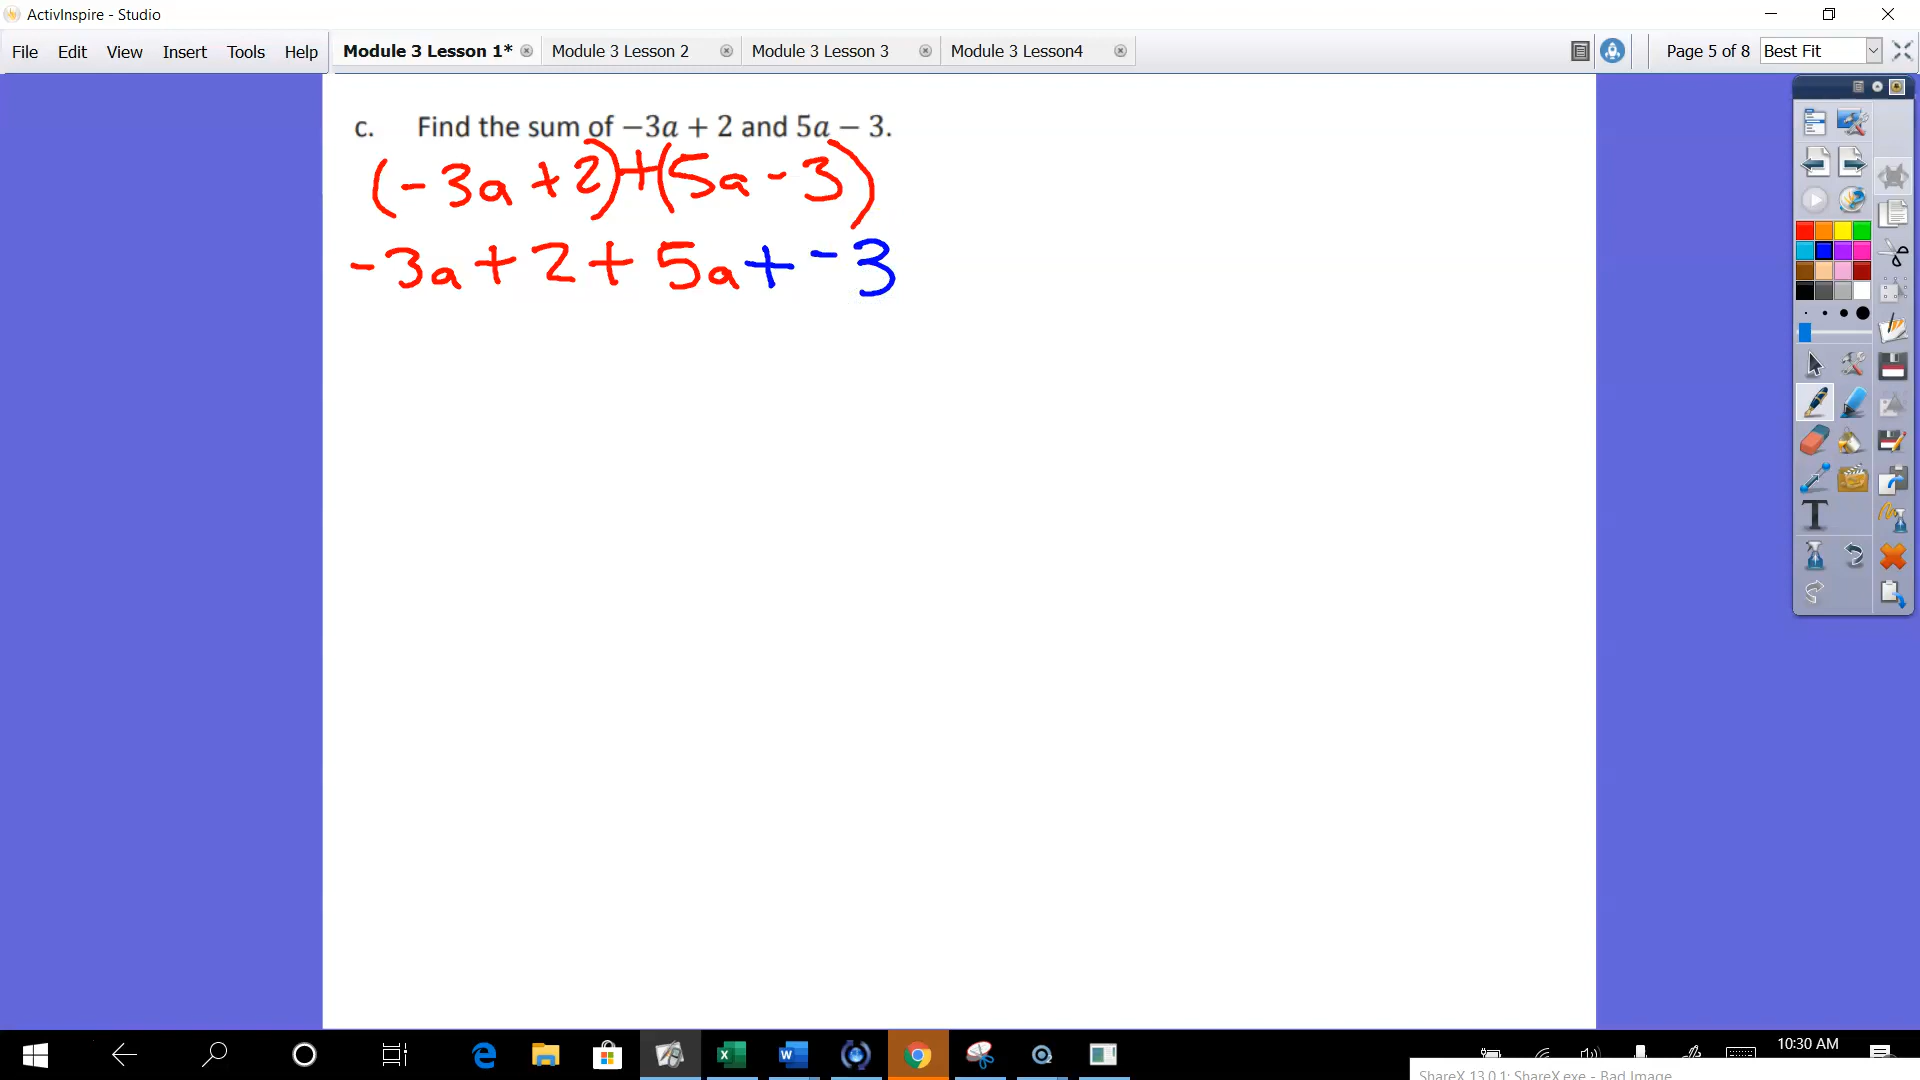 ActivInspire - Studio
File Edit View Insert Tools Help Module 3 Lesson 1* Module 3 Lesson 2 Module 3 Lesson 3 Module 3 Lesson4 Page 5 of 8 Best Fit
c. Find the sum of −3a + 2 and 5a − 3.
(-3a+2)+(5a-3)
-3a+2+5a+-3
10:30 AM
ShareX 13.0.1: ShareX.exe - Bad Image